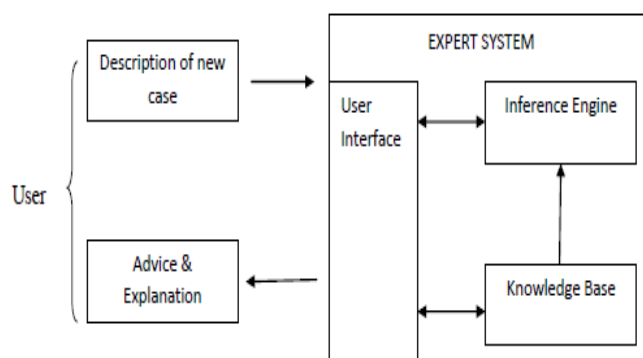 EXPERT SYSTEM
Description of new
case
User
Interface
Inference Engine
User
Advice &
Explanation
Knowledge Base